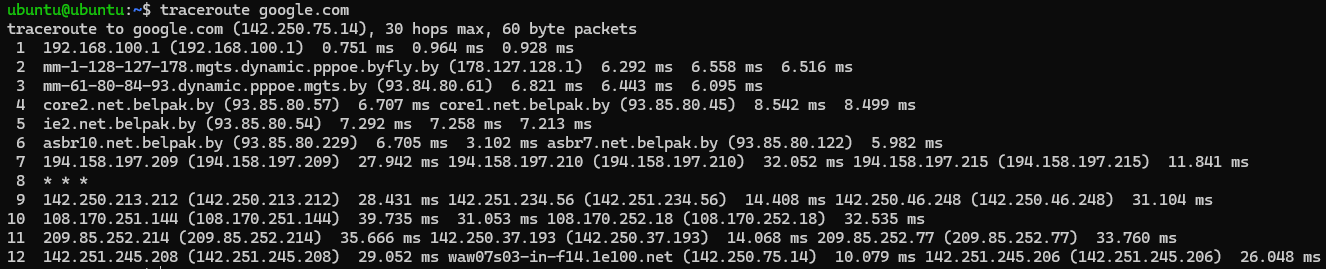 ubuntu@ubuntu:~$ traceroute google.com
traceroute to google.com (142.250.75.14), 30 hops max, 60 byte packets
 1  192.168.100.1 (192.168.100.1)  0.751 ms  0.964 ms  0.928 ms
 2  mm-1-128-127-178.mgts.dynamic.pppoe.byfly.by (178.127.128.1)  6.292 ms  6.558 ms  6.516 ms
 3  mm-61-80-84-93.dynamic.pppoe.mgts.by (93.84.80.61)  6.821 ms  6.443 ms  6.095 ms
 4  core2.net.belpak.by (93.85.80.57)  6.707 ms core1.net.belpak.by (93.85.80.45)  8.542 ms  8.499 ms
 5  ie2.net.belpak.by (93.85.80.54)  7.292 ms  7.258 ms  7.213 ms
 6  asbr10.net.belpak.by (93.85.80.229)  6.705 ms  3.102 ms asbr7.net.belpak.by (93.85.80.122)  5.982 ms
 7  194.158.197.209 (194.158.197.209)  27.942 ms 194.158.197.210 (194.158.197.210)  32.052 ms 194.158.197.215 (194.158.197.215)  11.841 ms
 8  * * *
 9  142.250.213.212 (142.250.213.212)  28.431 ms 142.251.234.56 (142.251.234.56)  14.408 ms 142.250.46.248 (142.250.46.248)  31.104 ms
10  108.170.251.144 (108.170.251.144)  39.735 ms  31.053 ms 108.170.252.18 (108.170.252.18)  32.535 ms
11  209.85.252.214 (209.85.252.214)  35.666 ms 142.250.37.193 (142.250.37.193)  14.068 ms 209.85.252.77 (209.85.252.77)  33.760 ms
12  142.251.245.208 (142.251.245.208)  29.052 ms waw07s03-in-f14.1e100.net (142.250.75.14)  10.079 ms 142.251.245.206 (142.251.245.206)  26.048 ms